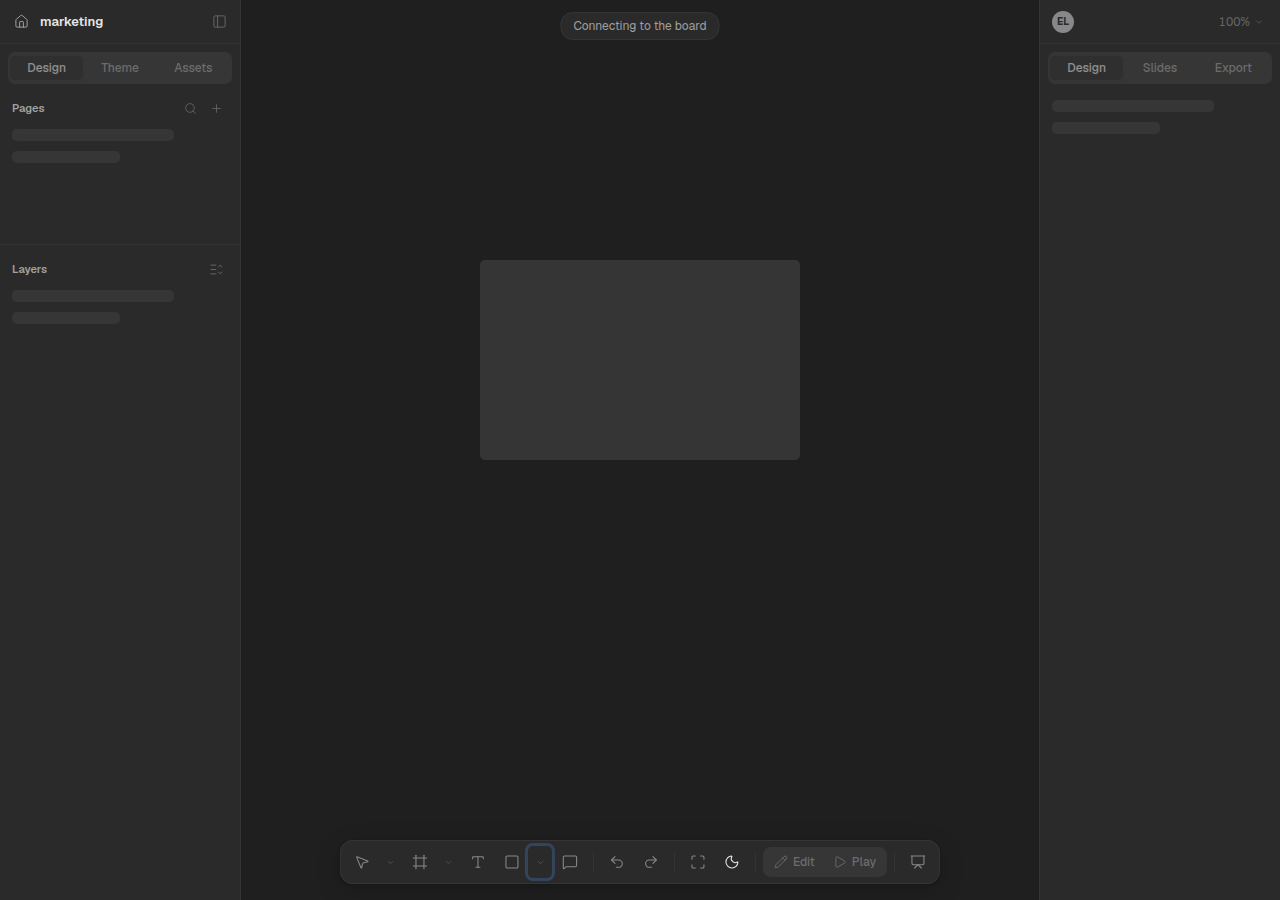 marketing
Connecting to the board
EL
100%
Design
Theme
Assets
Design
Slides
Export
Pages
Layers
Edit
Play